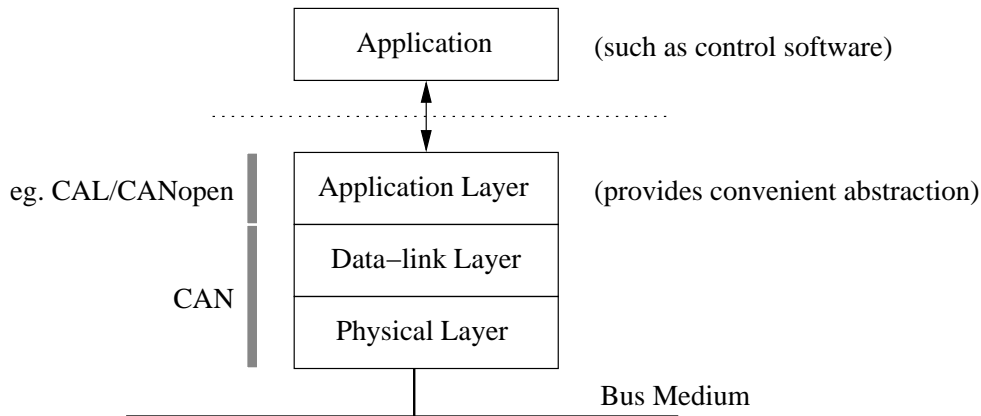 Application
(such as control software)
eg. CAL/CANopen
Application Layer
(provides convenient abstraction)
Data–link Layer
CAN
Physical Layer
Bus Medium